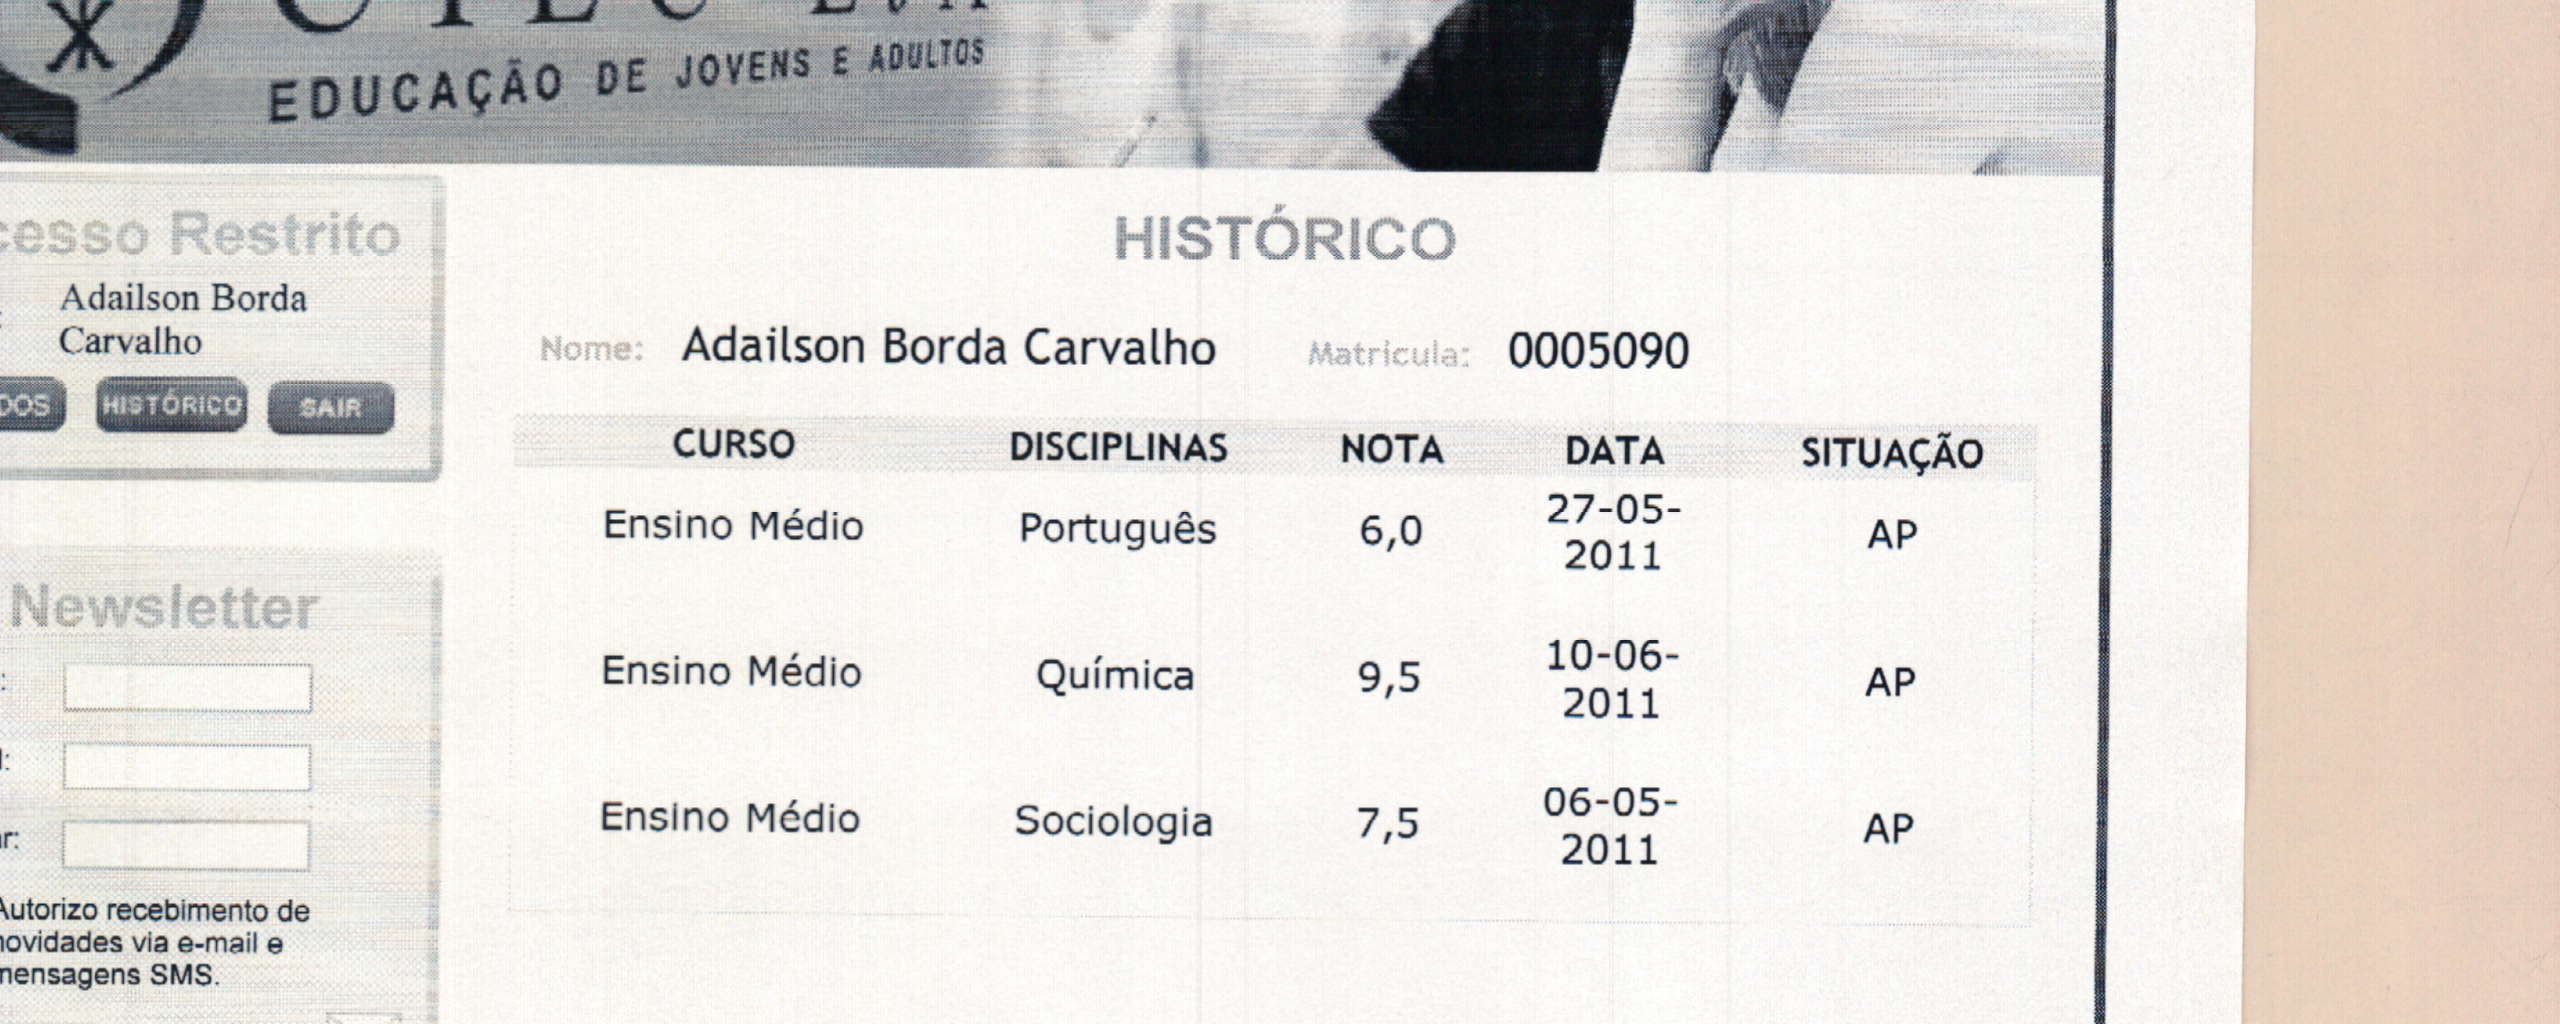 EDUCAÇÃO DE JOVENS E ADULTOS
Restrito
Adailson Borda
Carvalho
HISTÓRICO SAIR
Newsletter
Autorizo recebimento de
novidades via e-mail e
mensagens SMS.
HISTÓRICO
Nome: Adailson Borda Carvalho Matrícula: 0005090
CURSO DISCIPLINAS NOTA DATA SITUAÇÃO
Ensino Médio Português 6,0 27-05-2011 AP
Ensino Médio Química 9,5 10-06-2011 AP
Ensino Médio Sociologia 7,5 06-05-2011 AP